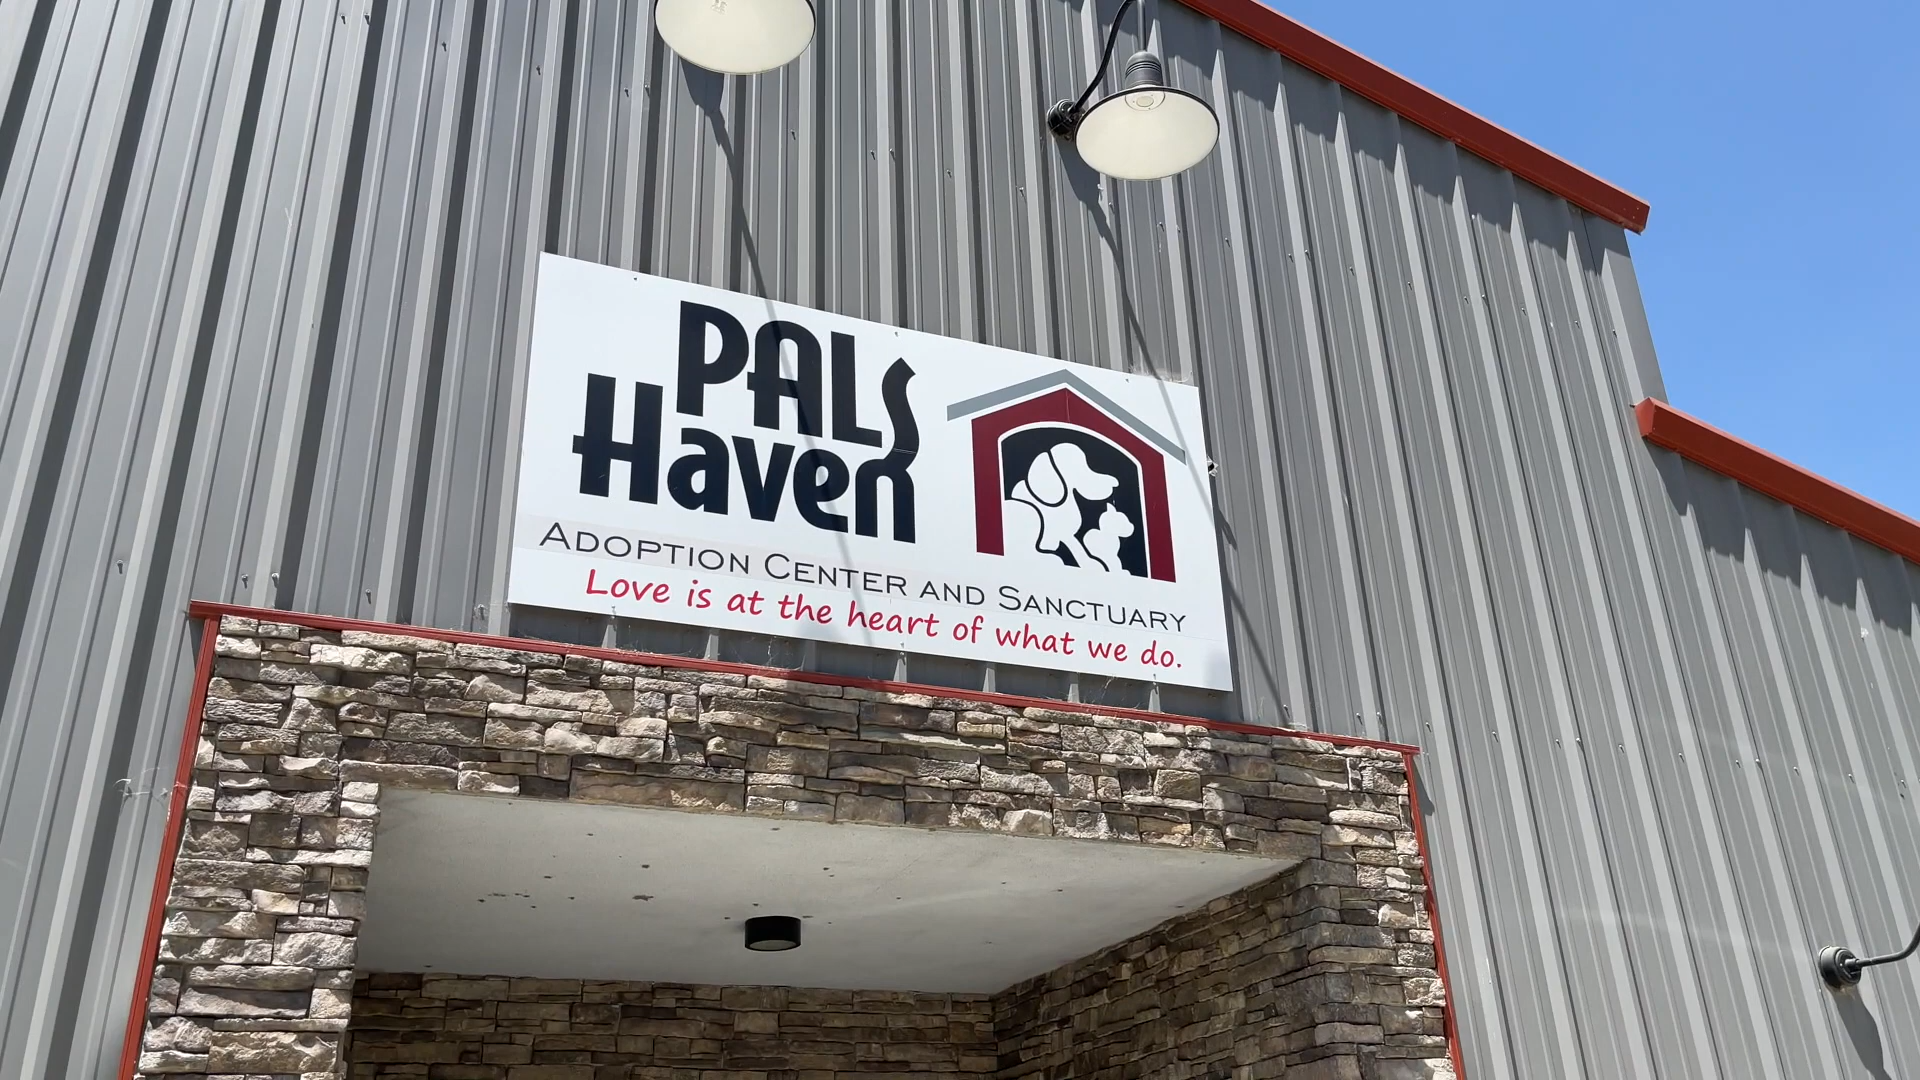 PALS
Haven
ADOPTION CENTER AND SANCTUARY
Love is at the heart of what we do.